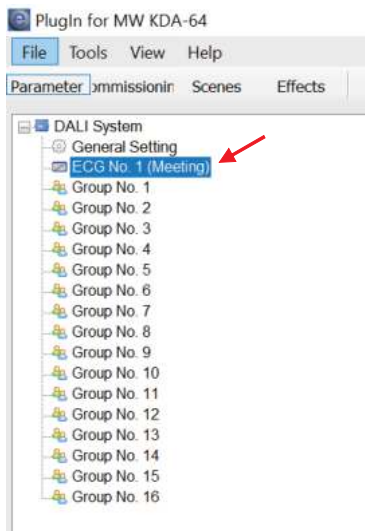 PlugIn for MW KDA-64
File Tools View Help
Parameter ommissionin Scenes Effects
DALI System
General Setting
ECG No. 1 (Meeting)
Group No. 1
Group No. 2
Group No. 3
Group No. 4
Group No. 5
Group No. 6
Group No. 7
Group No. 8
Group No. 9
Group No. 10
Group No. 11
Group No. 12
Group No. 13
Group No. 14
Group No. 15
Group No. 16